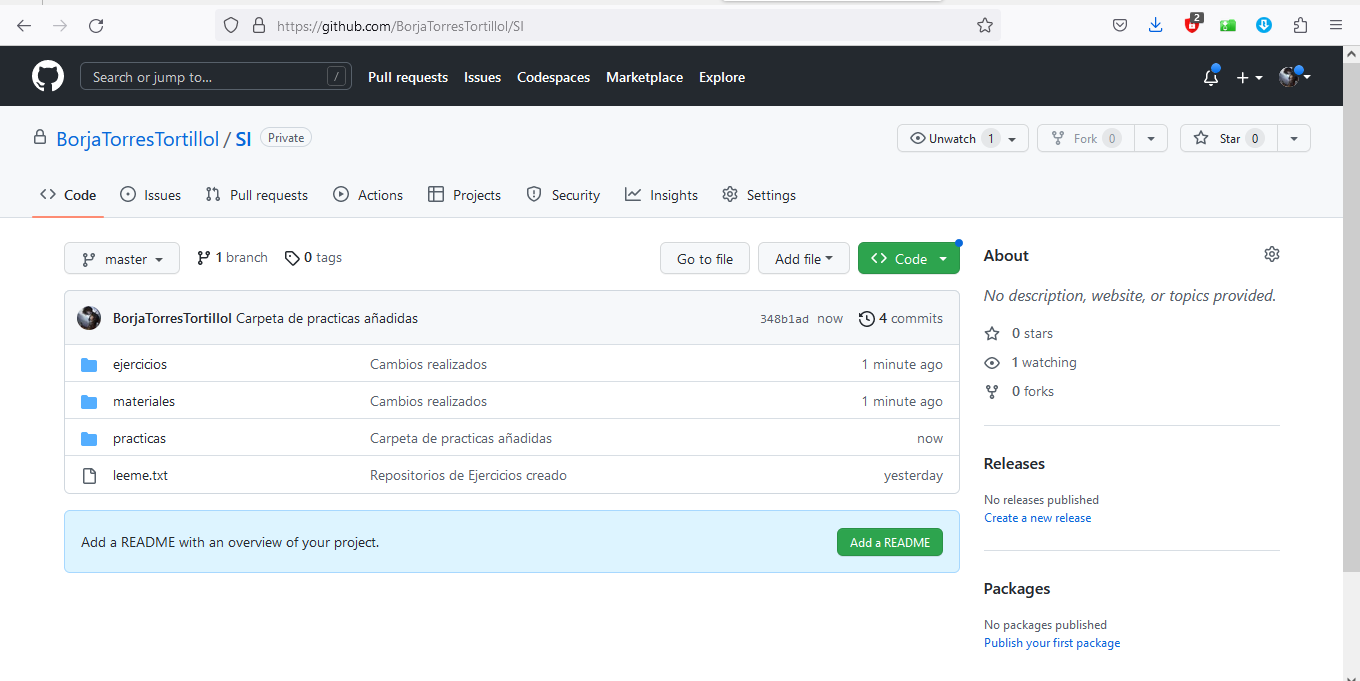 https://github.com/BorjaTorresTortillol/SI
2
Search or jump to... /
Pull requests Issues Codespaces Marketplace Explore
BorjaTorresTortillol / SI Private
Unwatch 1 Fork 0 Star 0
Code Issues Pull requests Actions Projects Security Insights Settings
master 1 branch 0 tags Go to file Add file Code
BorjaTorresTortillol Carpeta de practicas añadidas 348b1ad now 4 commits
ejercicios Cambios realizados 1 minute ago
materiales Cambios realizados 1 minute ago
practicas Carpeta de practicas añadidas now
leeme.txt Repositorios de Ejercicios creado yesterday
Add a README with an overview of your project. Add a README
About
No description, website, or topics provided.
0 stars
1 watching
0 forks
Releases
No releases published
Create a new release
Packages
No packages published
Publish your first package